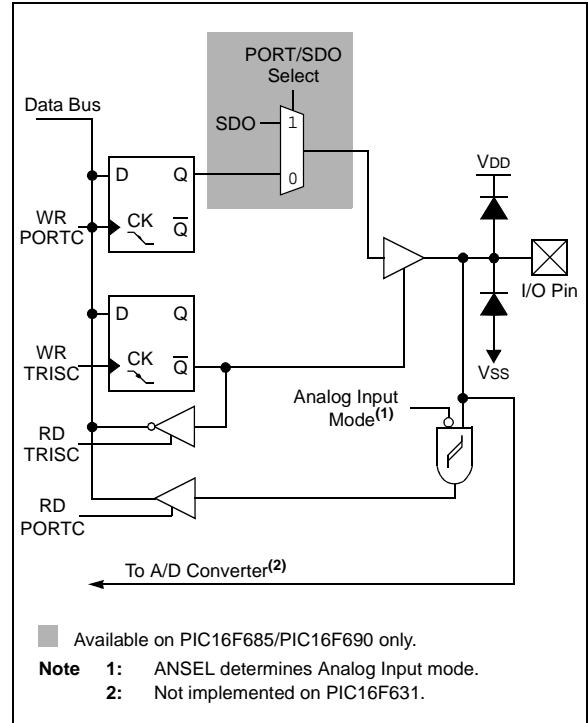 PORT/SDO
Select
Data Bus
SDO
1
0
VDD
D
Q
WR
PORTC
CK
Q
I/O Pin
D
Q
WR
TRISC
CK
Q
VSS
Analog Input
Mode(1)
RD
TRISC
RD
PORTC
To A/D Converter(2)
Available on PIC16F685/PIC16F690 only.
Note 1: ANSEL determines Analog Input mode.
2: Not implemented on PIC16F631.